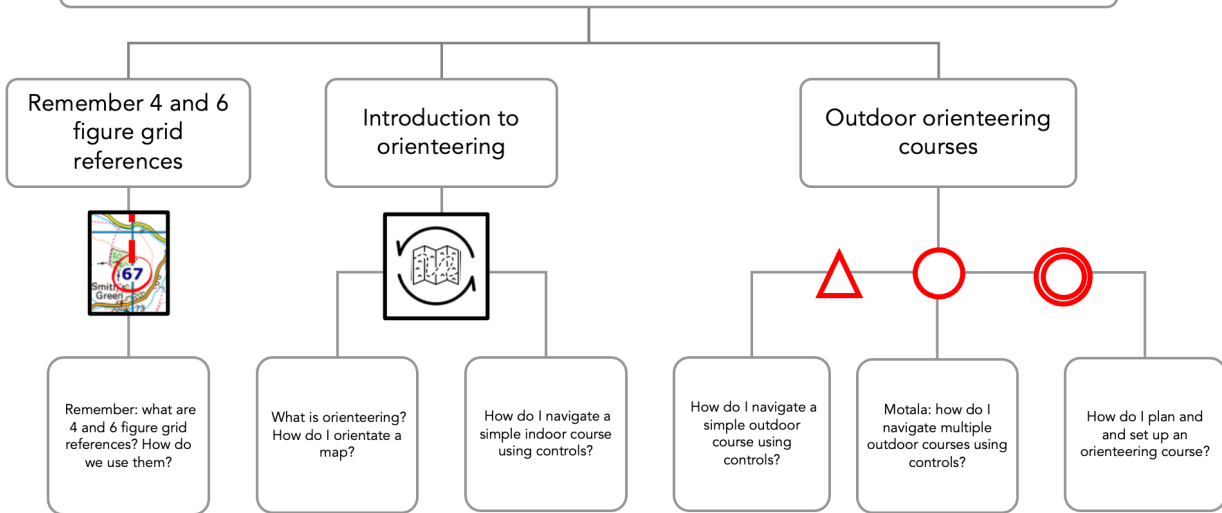 Remember 4 and 6
figure grid
references
Introduction to
orienteering
Outdoor orienteering
courses
67
Smith
Green
73
Remember: what are
4 and 6 figure grid
references? How do
we use them?
What is orienteering?
How do I orientate a
map?
How do I navigate a
simple indoor course
using controls?
How do I navigate a
simple outdoor
course using
controls?
Motala: how do I
navigate multiple
outdoor courses using
controls?
How do I plan and
and set up an
orienteering course?